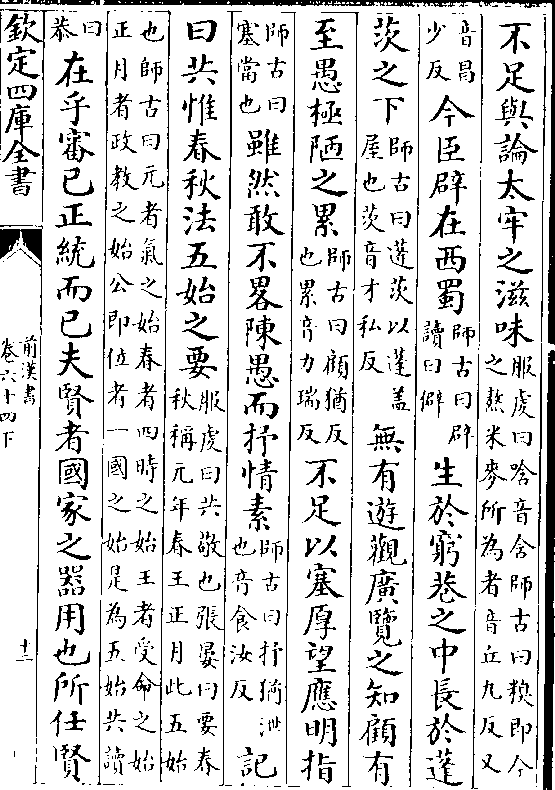 不足與論太牢之滋味服虔曰唅音含師古曰糗即今之熬米麥所為者音丘九反又
音昌少反今臣辟在西蜀師古曰辟讀曰僻生於窮巷之中長於蓬
茨之下師古曰蓬茨以蓬蓋屋也茨音才私反無有遊觀廣覽之知顧有
至愚極陋之累師古曰顧猶反也累音力瑞反不足以塞厚望應明指
師古曰塞當也雖然敢不畧陳愚而抒情素師古曰抒猶泄也音食汝反記
曰共惟春秋法五始之要服虔曰共敬也張晏曰要春秋稱元年春王正月此五始
也師古曰元者氣之始春者四時之始王者受命之始正月者政教之始公即位者一國之始是為五始共讀
曰恭在乎審己正統而已夫賢者國家之器用也所任賢
欽定四庫全書
前漢書
卷六十四下
十二